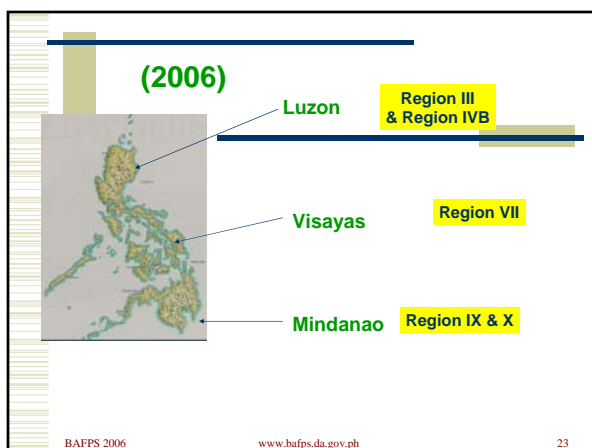 (2006)
Luzon
Region III
& Region IVB
Visayas
Region VII
Mindanao
Region IX & X
BAFPS 2006
www.bafps.da.gov.ph
23